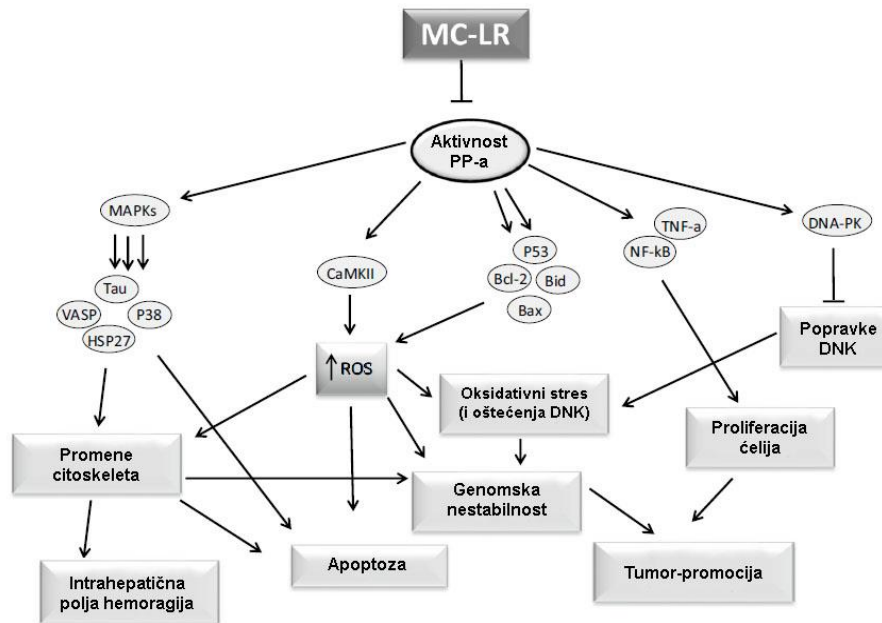 MC-LR
Aktivnost
PP-a
MAPKs
TNF-a
DNA-PK
NF-kB
P53
CaMKII
Bcl-2
Bid
Bax
Tau
VASP
P38
HSP27
Popravke
DNK
↑ROS
Oksidativni stres
(i oštećenja DNK)
Proliferacija
ćelija
Promene
citoskeleta
Genomska
nestabilnost
Apoptoza
Tumor-promocija
Intrahepatična
polja hemoragija